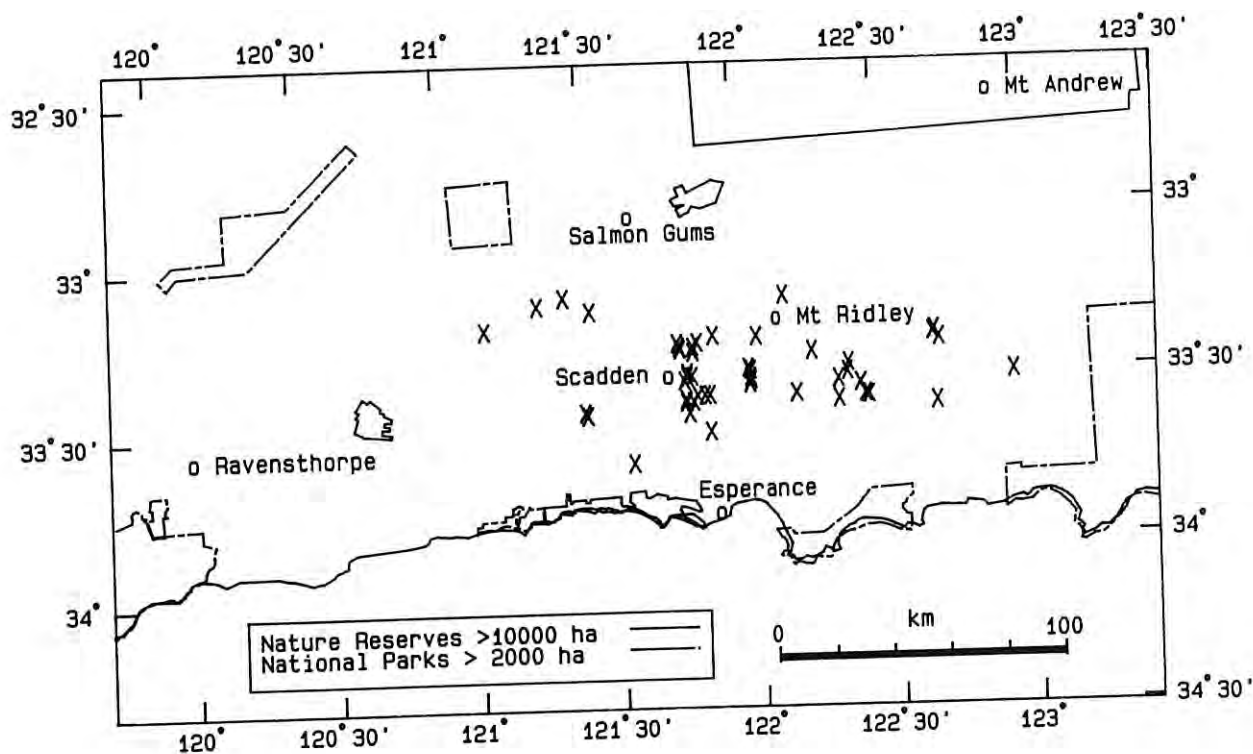 120° 120°30' 121° 121°30' 122° 122°30' 123° 123°30'
32°30'
Mt Andrew
33°
Salmon Gums
33°
Mt Ridley
33°30'
Scadden
33°30'
Ravensthorpe
Esperance
34°
34°
km
0 100
Nature Reserves >10000 ha
National Parks > 2000 ha
34°30'
120° 120°30' 121° 121°30' 122° 122°30' 123°